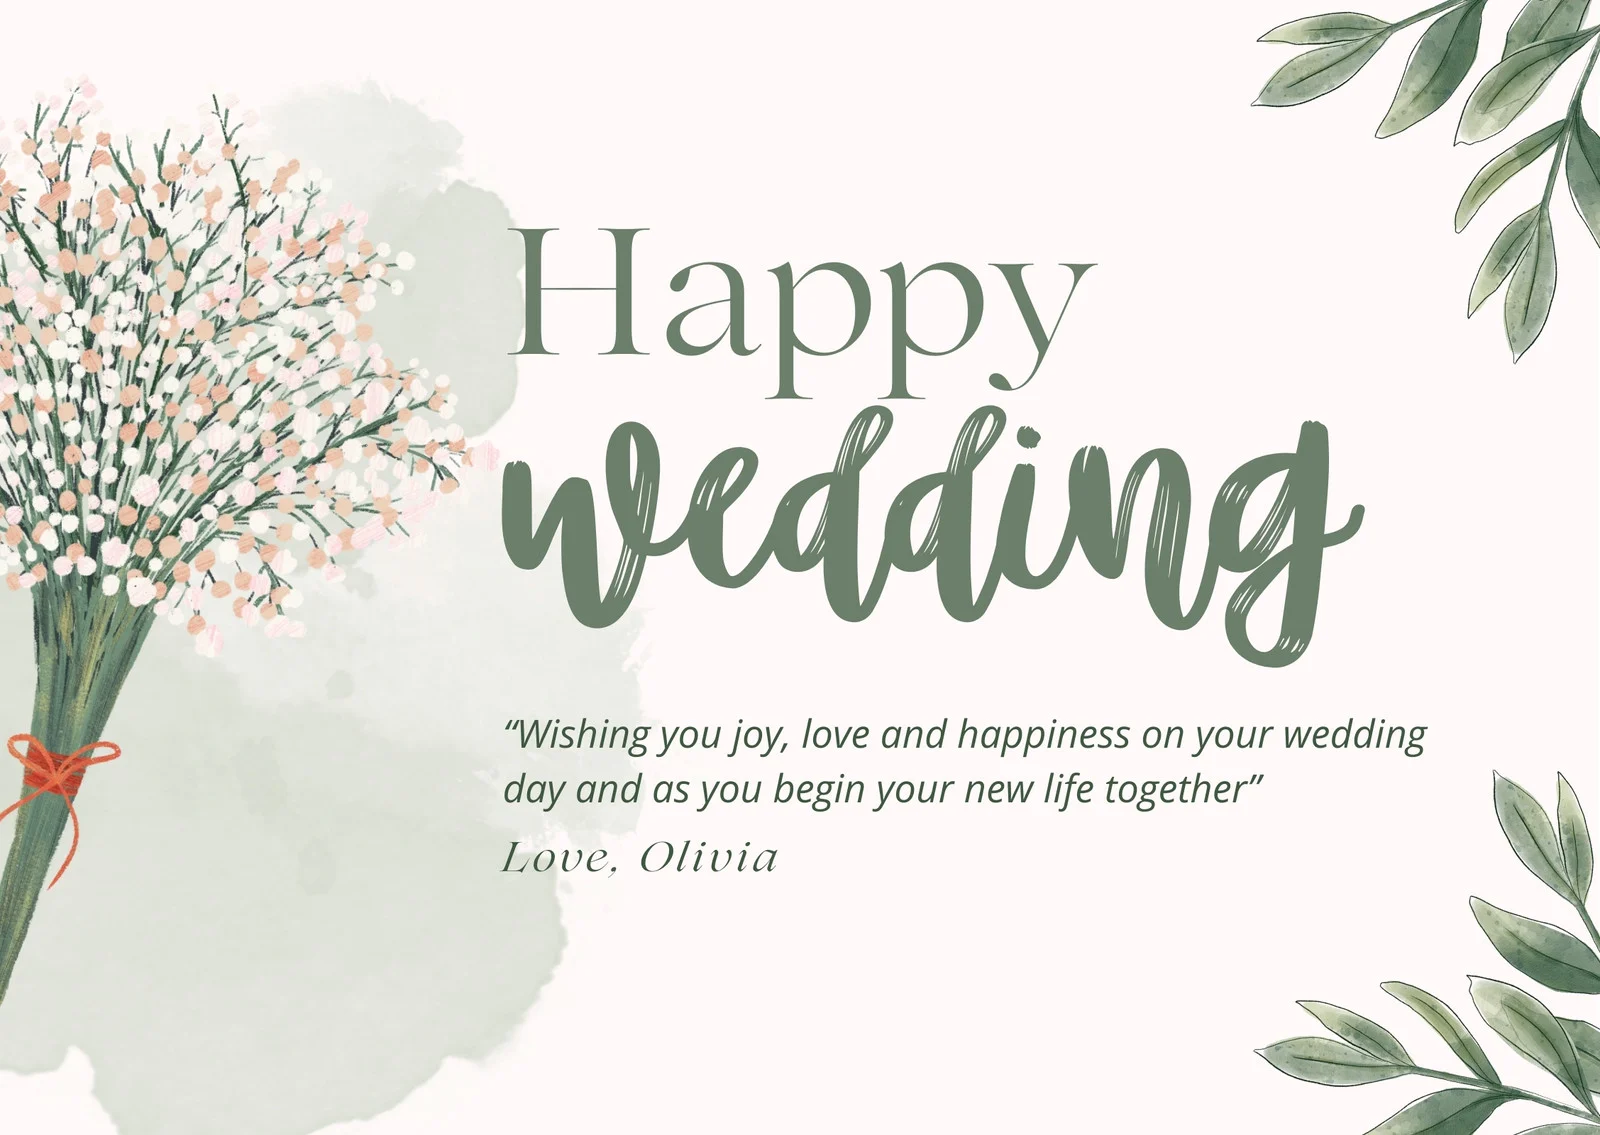 Happy
wedding
“Wishing you joy, love and happiness on your wedding
day and as you begin your new life together”
Love, Olivia